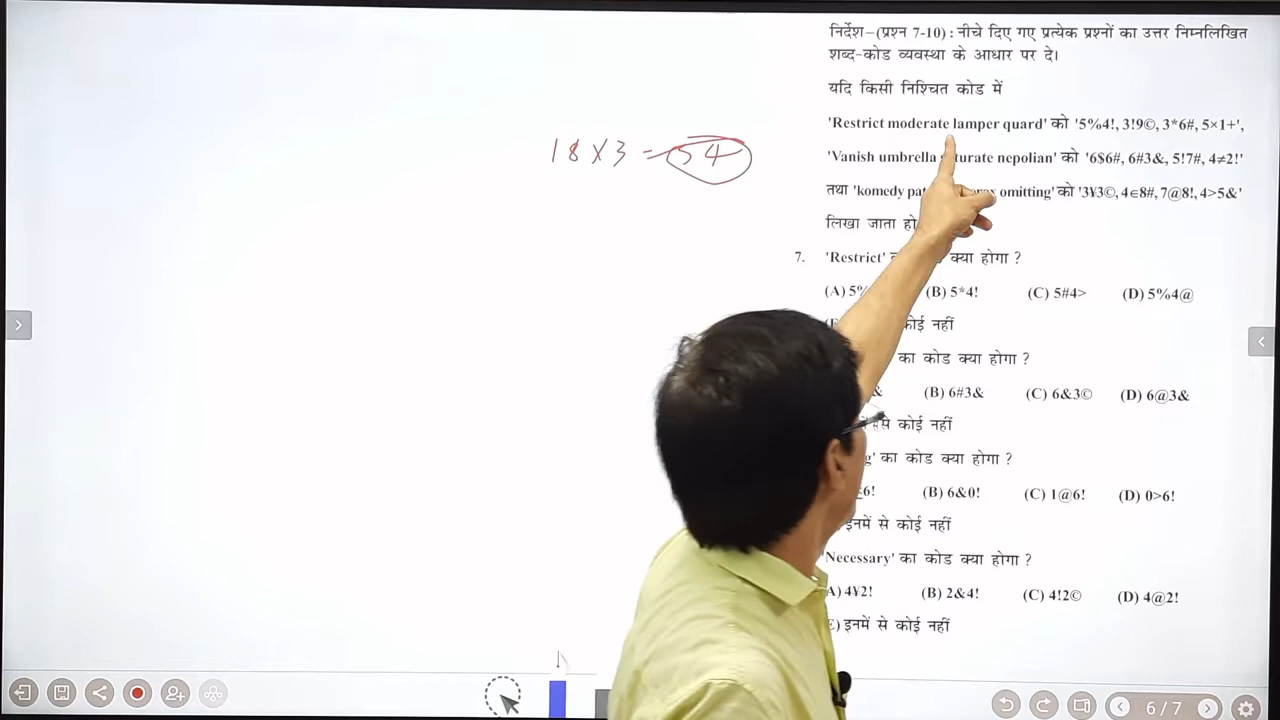 18 X 3 = 54
निर्देश–(प्रश्न 7-10) : नीचे दिए गए प्रत्येक प्रश्नों का उत्तर निम्नलिखित
शब्द-कोड व्यवस्था के आधार पर दे।
यदि किसी निश्चित कोड में
'Restrict moderate lamper quard' को '5%4!, 3!9©, 3*6#, 5×1+',
'Vanish umbrella nepolian' को '6$6#, 6#3&, 5!7#, 4≠2!'
तथा 'komedy omitting' को '3¥3©, 4∈8#, 7@8!, 4>5&'
लिखा जाता हो
7. 'Restrict' क्या होगा ?
(A) 5% (B) 5*4! (C) 5#4> (D) 5%4@
कोई नहीं
का कोड क्या होगा ?
& (B) 6#3& (C) 6&3© (D) 6@3&
से कोई नहीं
g' का कोड क्या होगा ?
6! (B) 6&0! (C) 1@6! (D) 0>6!
इनमें से कोई नहीं
'Necessary' का कोड क्या होगा ?
A) 4¥2! (B) 2&4! (C) 4!2© (D) 4@2!
E) इनमें से कोई नहीं
6 / 7